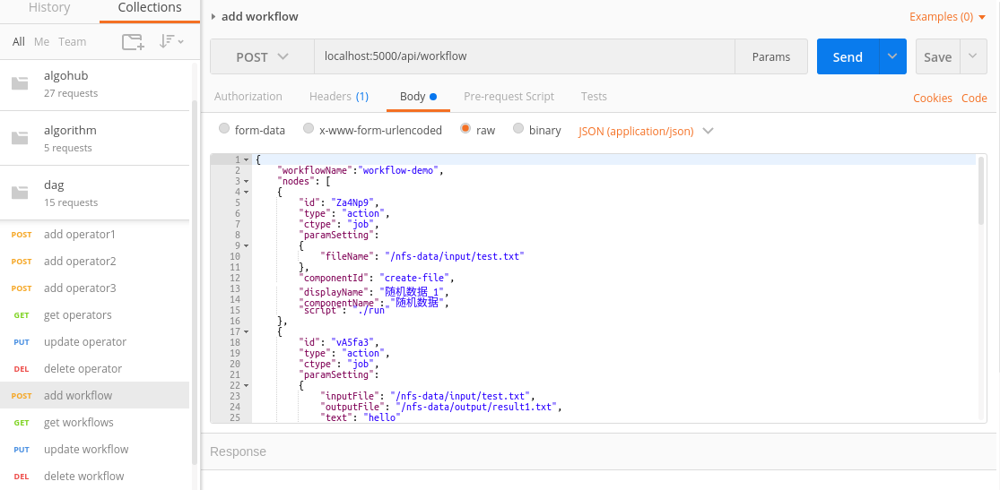 History Collections
All Me Team
algohub
27 requests
algorithm
5 requests
dag
15 requests
POST add operator1
POST add operator2
POST add operator3
GET get operators
PUT update operator
DEL delete operator
POST add workflow
GET get workflows
PUT update workflow
DEL delete workflow
add workflow Examples (0)
POST localhost:5000/api/workflow Params Send Save
Authorization Headers (1) Body Pre-request Script Tests Cookies Code
form-data x-www-form-urlencoded raw binary JSON (application/json)
1 {
2 "workflowName":"workflow-demo",
3 "nodes": [
4 {
5 "id": "Za4Np9",
6 "type": "action",
7 "ctype": "job",
8 "paramSetting":
9 {
10 "fileName": "/nfs-data/input/test.txt"
11 },
12 "componentId": "create-file",
13 "displayName": "随机数据_1",
14 "componentName": "随机数据",
15 "script": "./run"
16 },
17 {
18 "id": "vA5fa3",
19 "type": "action",
20 "ctype": "job",
21 "paramSetting":
22 {
23 "inputFile": "/nfs-data/input/test.txt",
24 "outputFile": "/nfs-data/output/result1.txt",
25 "text": "hello"
Response